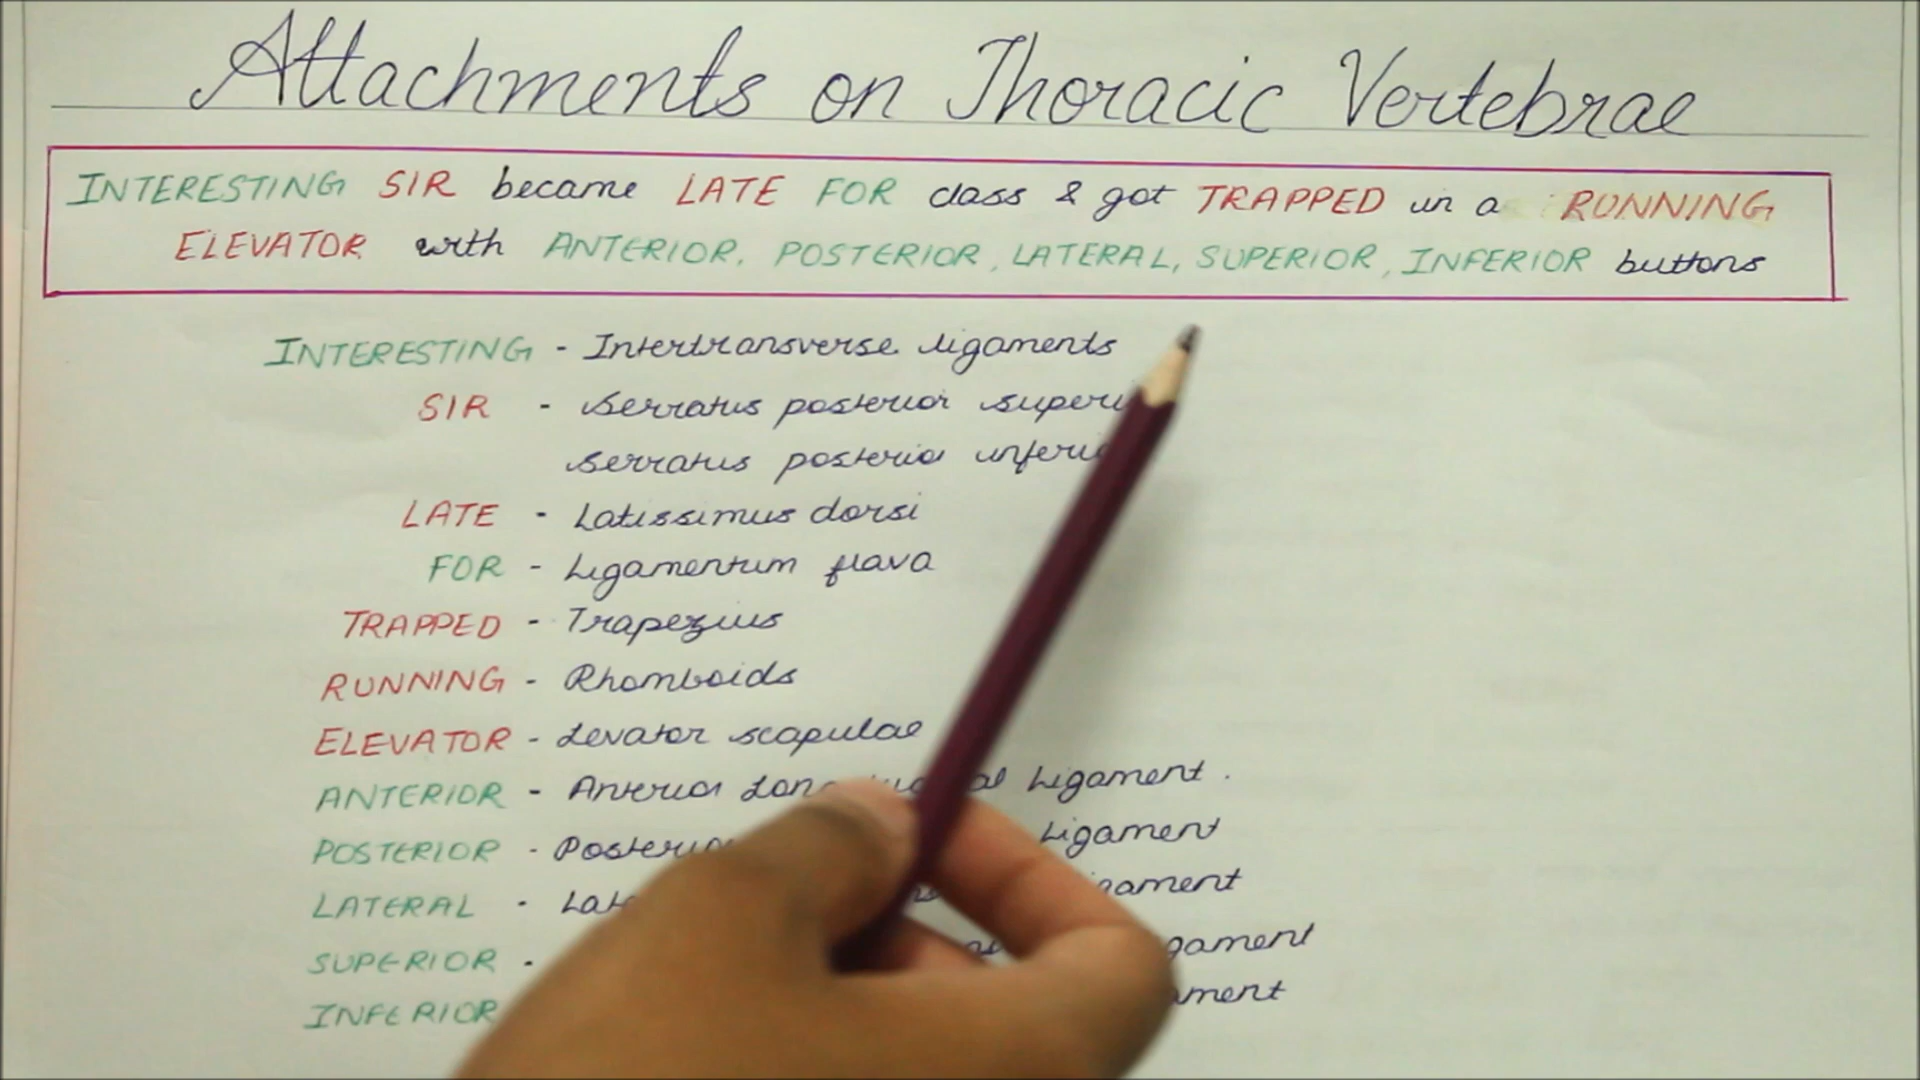 Attachments on Thoracic Vertebrae
INTERESTING SIR became LATE FOR class & got TRAPPED in a RUNNING
ELEVATOR with ANTERIOR, POSTERIOR, LATERAL, SUPERIOR, INFERIOR buttons
INTERESTING - Intertransverse ligaments
SIR - Serratus posterior
Serratus posterior
LATE - Latissimus dorsi
FOR - Ligamentum flava
TRAPPED - Trapezius
RUNNING - Rhomboids
ELEVATOR - Levator scapulae
ANTERIOR - Anterior Ligament.
POSTERIOR - Ligament
LATERAL -
SUPERIOR -
INFERIOR